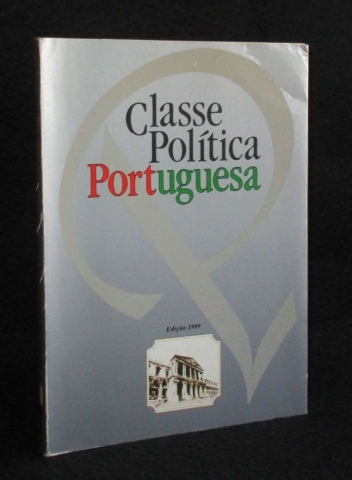 Classe
Política
Portuguesa
Edição 1989